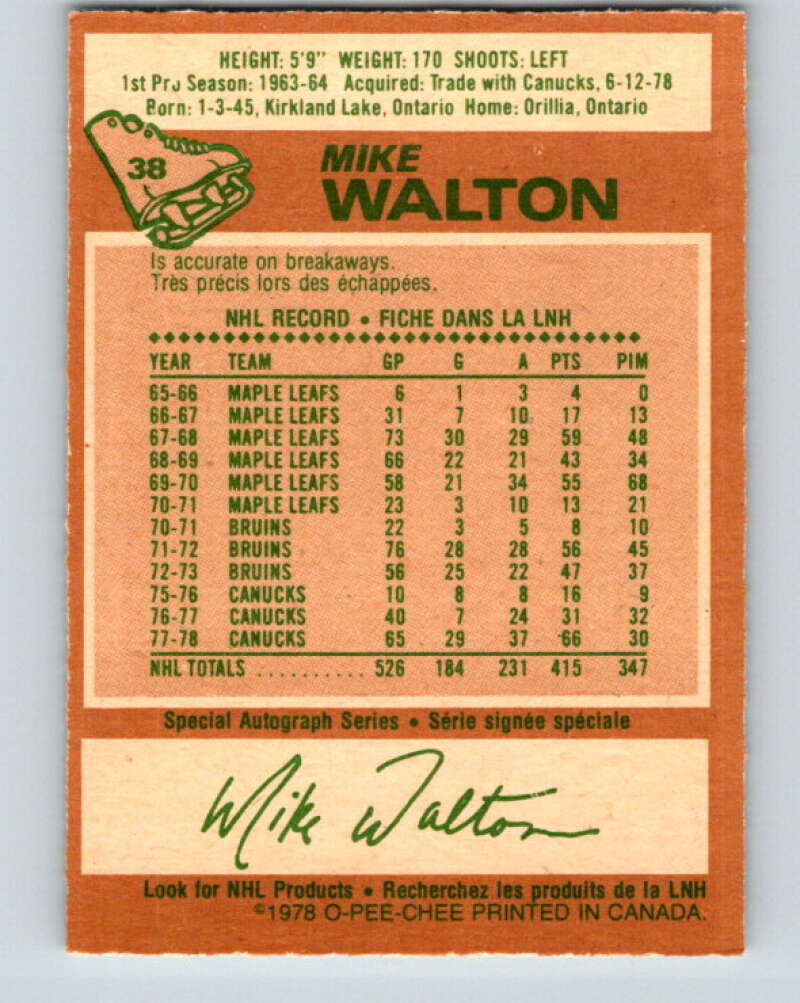 HEIGHT: 5'9" WEIGHT: 170 SHOOTS: LEFT
1st Pro Season: 1963-64 Acquired: Trade with Canucks, 6-12-78
Born: 1-3-45, Kirkland Lake, Ontario Home: Orillia, Ontario
38
MIKE
WALTON
Is accurate on breakaways.
Très précis lors des échappées.
NHL RECORD • FICHE DANS LA LNH
YEAR TEAM GP G A PTS PIM
65-66 MAPLE LEAFS 6 1 3 4 0
66-67 MAPLE LEAFS 31 7 10 17 13
67-68 MAPLE LEAFS 73 30 29 59 48
68-69 MAPLE LEAFS 66 22 21 43 34
69-70 MAPLE LEAFS 58 21 34 55 68
70-71 MAPLE LEAFS 23 3 10 13 21
70-71 BRUINS 22 3 5 8 10
71-72 BRUINS 76 28 28 56 45
72-73 BRUINS 56 25 22 47 37
75-76 CANUCKS 10 8 8 16 9
76-77 CANUCKS 40 7 24 31 32
77-78 CANUCKS 65 29 37 66 30
NHL TOTALS .......... 526 184 231 415 347
Special Autograph Series • Série signée spéciale
Mike Walton
Look for NHL Products • Recherchez les produits de la LNH
©1978 O-PEE-CHEE PRINTED IN CANADA.